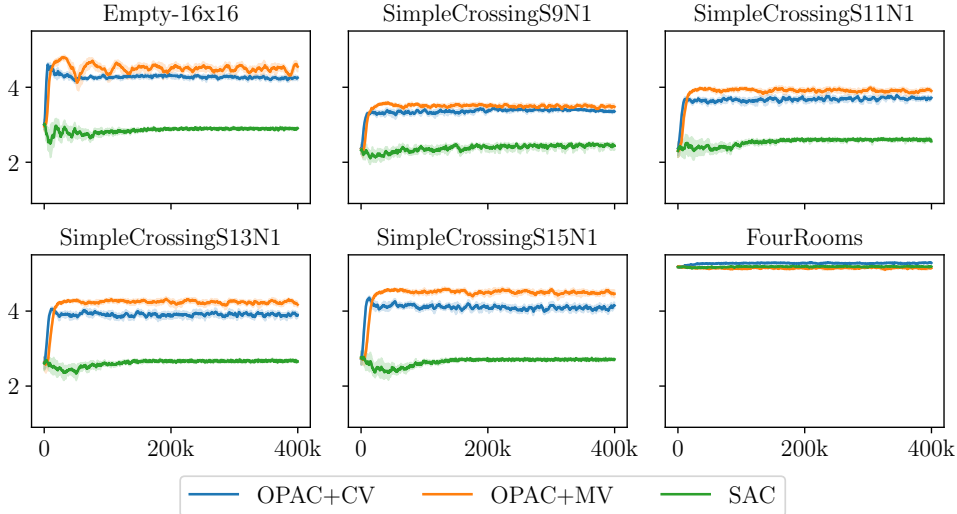 Empty-16x16 SimpleCrossingS9N1 SimpleCrossingS11N1
4
2
SimpleCrossingS13N1 SimpleCrossingS15N1 FourRooms
4
2
0 200k 400k 0 200k 400k 0 200k 400k
OPAC+CV OPAC+MV SAC